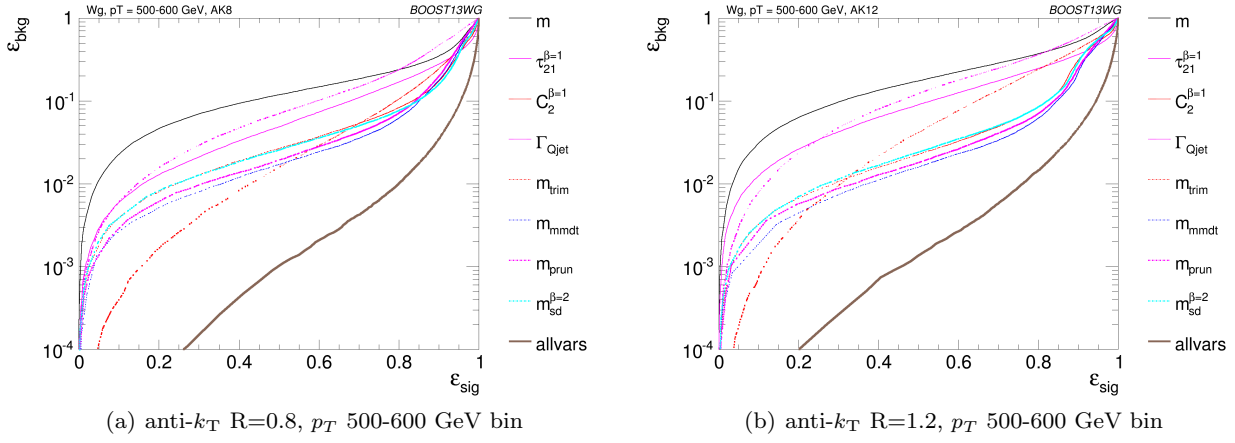 Wg, pT = 500-600 GeV, AK8 BOOST13WG
ε_bkg
1
10^-1
10^-2
10^-3
10^-4
0 0.2 0.4 0.6 0.8 1
ε_sig
m
τ_21^β=1
C_2^β=1
Γ_Qjet
m_trim
m_mmdt
m_prun
m_sd^β=2
allvars
(a) anti-k_T R=0.8, p_T 500-600 GeV bin
Wg, pT = 500-600 GeV, AK12 BOOST13WG
ε_bkg
1
10^-1
10^-2
10^-3
10^-4
0 0.2 0.4 0.6 0.8 1
ε_sig
m
τ_21^β=1
C_2^β=1
Γ_Qjet
m_trim
m_mmdt
m_prun
m_sd^β=2
allvars
(b) anti-k_T R=1.2, p_T 500-600 GeV bin